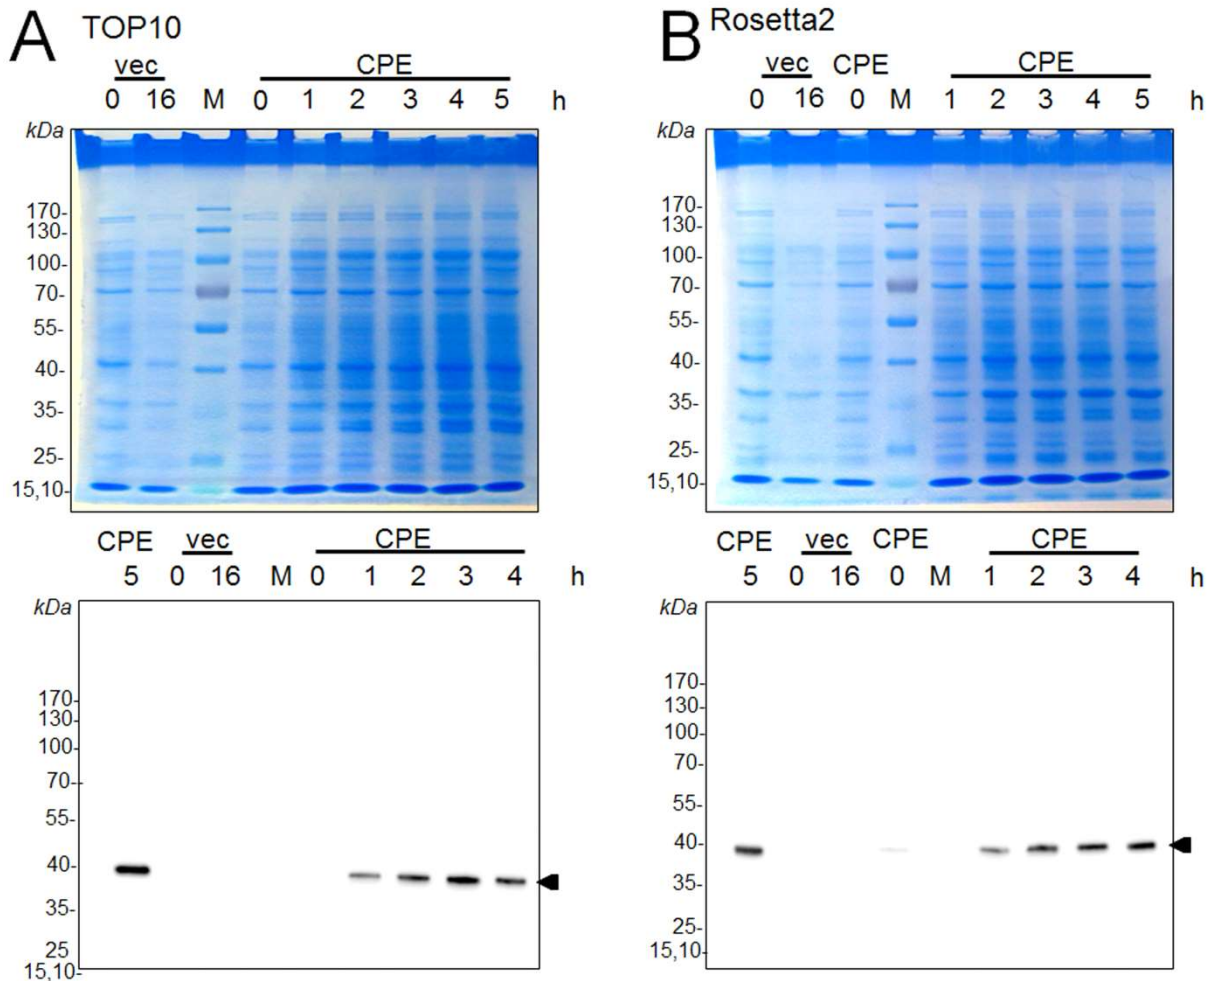 A TOP10
vec CPE
0 16 M 0 1 2 3 4 5 h
kDa
170-
130-
100-
70-
55-
40-
35-
25-
15,10-
CPE vec CPE
5 0 16 M 0 1 2 3 4 h
kDa
170-
130-
100-
70-
55-
40-
35-
25
15,10-
B Rosetta2
vec CPE CPE
0 16 0 M 1 2 3 4 5 h
kDa
170-
130-
100-
70-
55-
40-
35-
25-
15,10-
CPE vec CPE CPE
5 0 16 0 M 1 2 3 4 h
kDa
170-
130-
100-
70-
55-
40-
35-
25-
15,10-